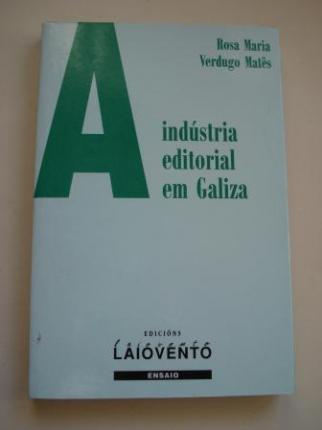 Rosa Maria
Verdugo Matês
A indústria
editorial
em Galiza
EDICIÓNS
LAIOVENTO
ENSAIO